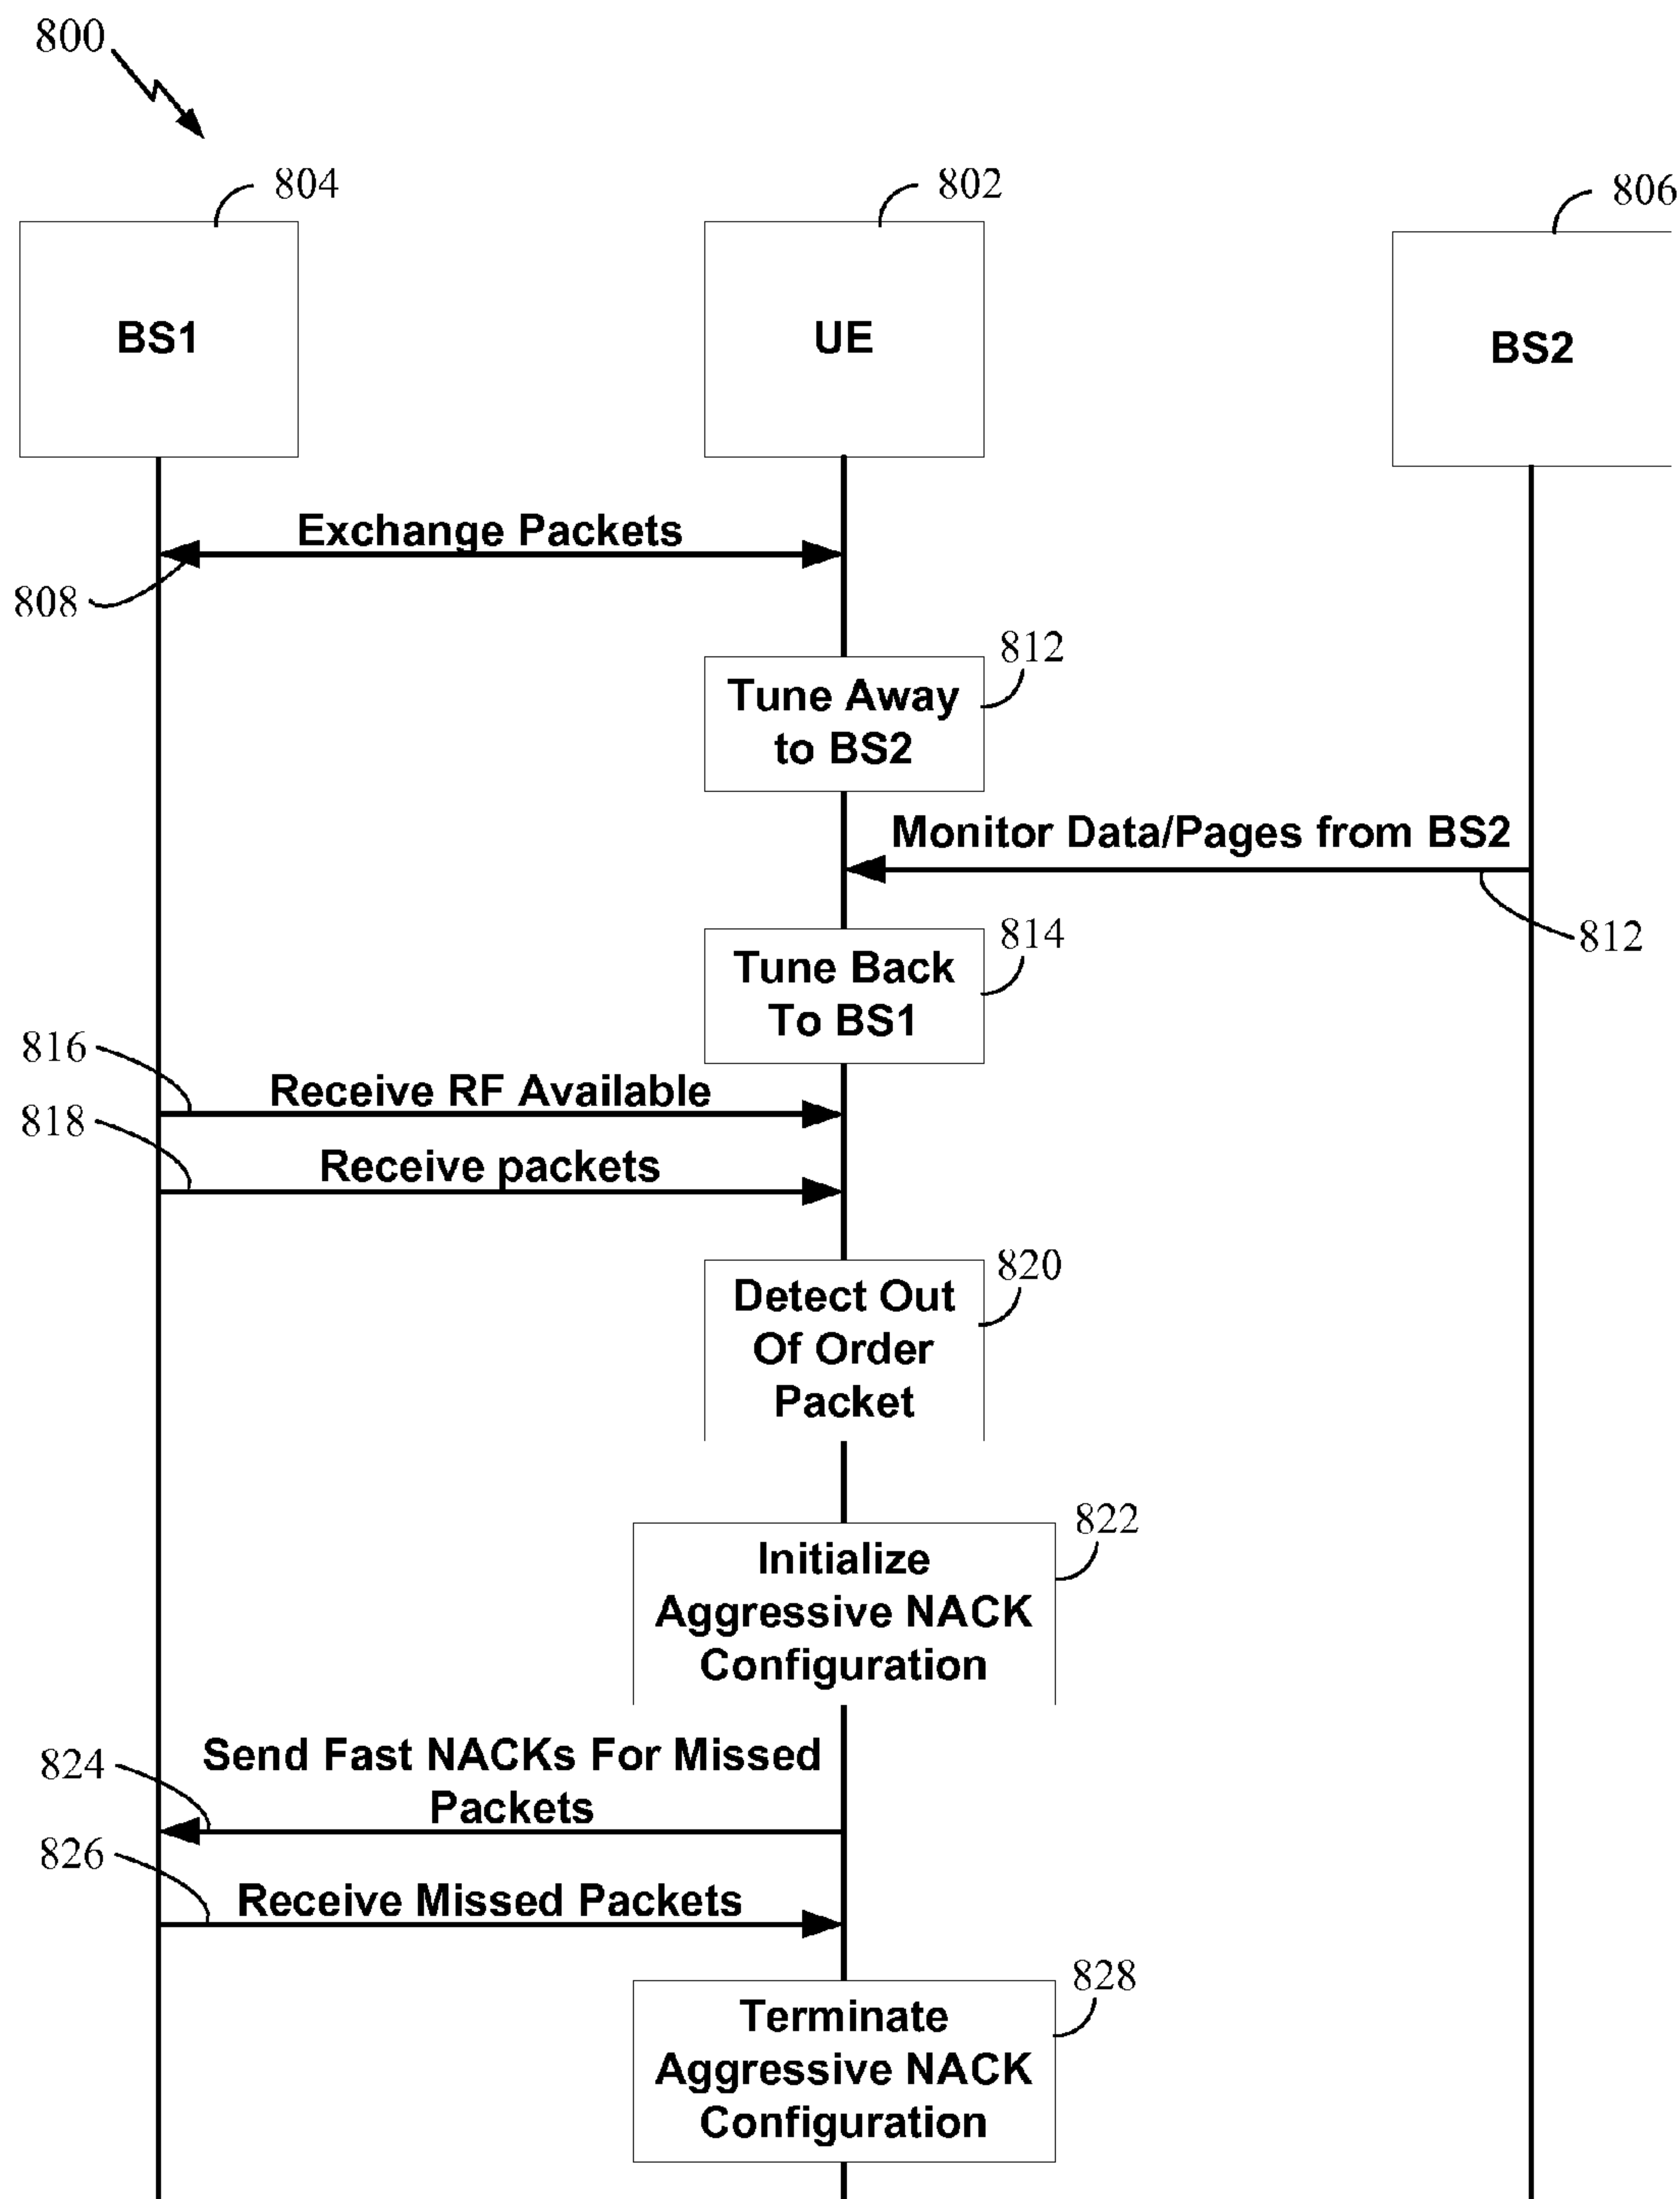 800
804
802
806
BS1
UE
BS2
Exchange Packets
808
812
Tune Away
to BS2
Monitor Data/Pages from BS2
812
814
Tune Back
To BS1
816
Receive RF Available
818
Receive packets
820
Detect Out
Of Order
Packet
822
Initialize
Aggressive NACK
Configuration
824
Send Fast NACKs For Missed
Packets
826
Receive Missed Packets
828
Terminate
Aggressive NACK
Configuration